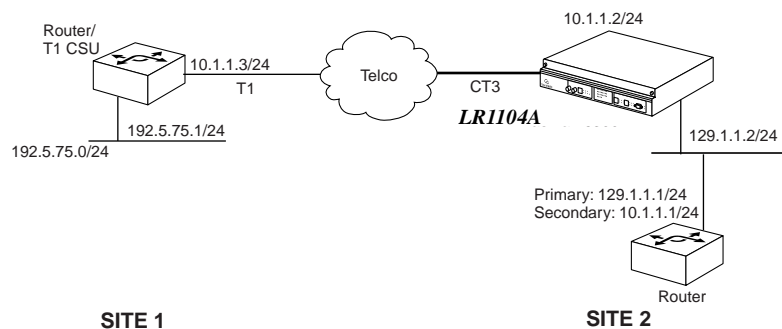 10.1.1.2/24
Router/
T1 CSU
10.1.1.3/24
T1
Telco
CT3
LR1104A
192.5.75.1/24
192.5.75.0/24
129.1.1.2/24
Primary: 129.1.1.1/24
Secondary: 10.1.1.1/24
Router
SITE 1
SITE 2